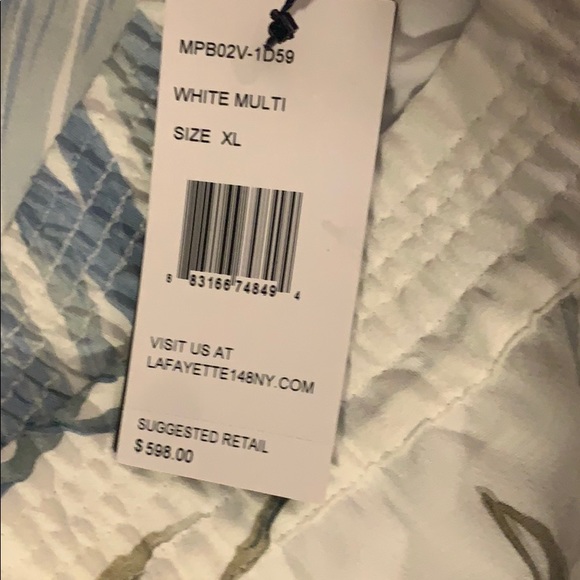 MPB02V-1D59
WHITE MULTI
SIZE XL
8 83166 74849 4
VISIT US AT
LAFAYETTE148NY.COM
SUGGESTED RETAIL
$598.00